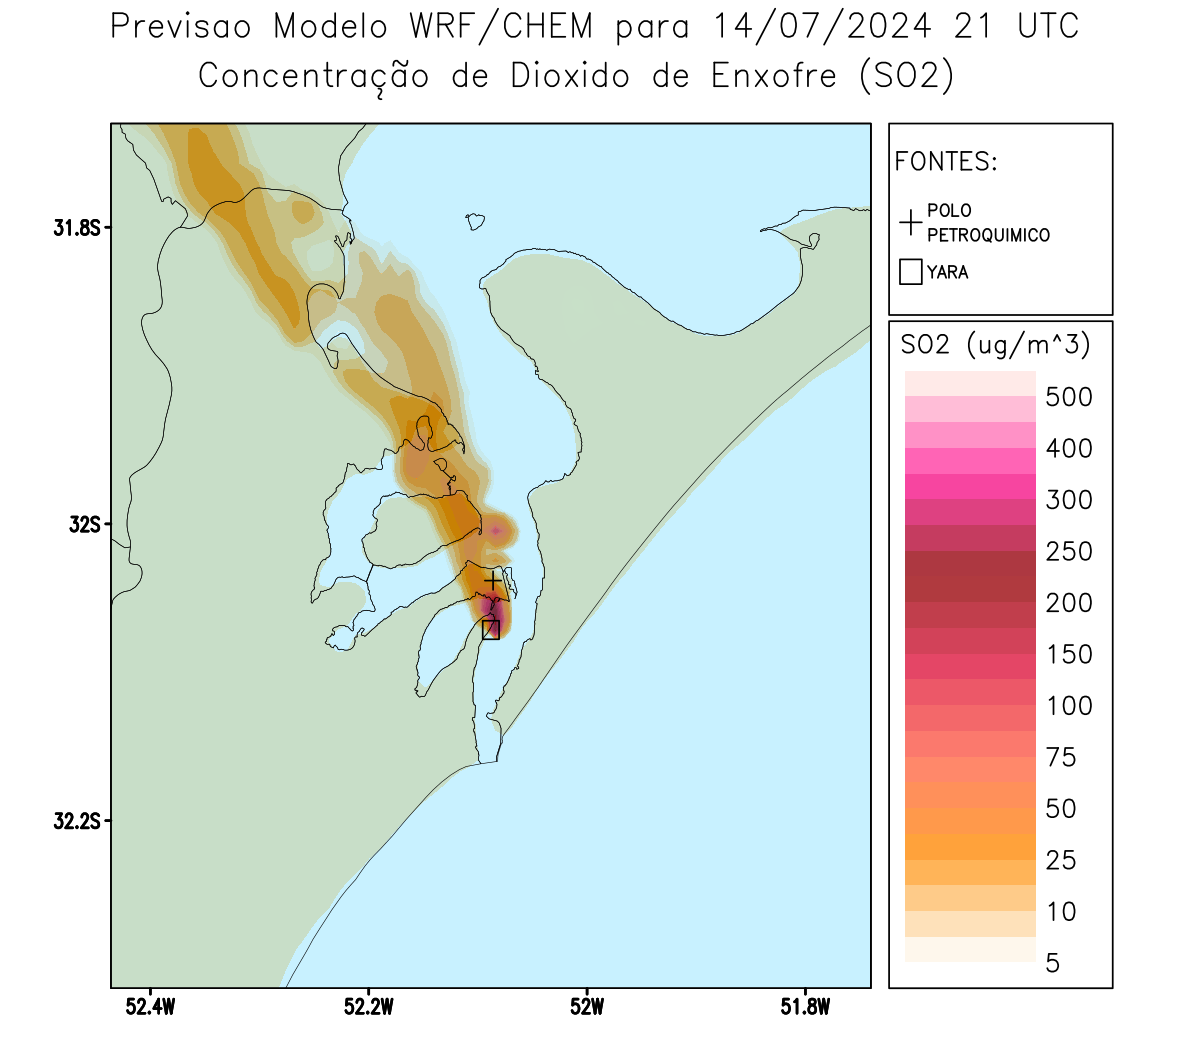 Previsao Modelo WRF/CHEM para 14/07/2024 21 UTC
Concentração de Dioxido de Enxofre (SO2)
FONTES:
POLO
PETROQUIMICO
YARA
SO2 (ug/m^3)
500
400
300
250
200
150
100
75
50
25
10
5
31.8S
32S
32.2S
52.4W
52.2W
52W
51.8W